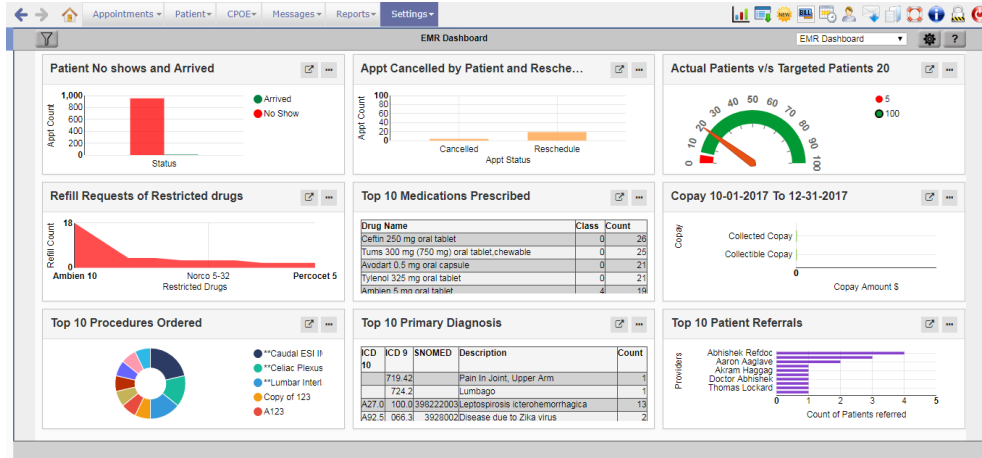 Appointments Patient CPOE Messages Reports Settings
NEW BILL
EMR Dashboard
EMR Dashboard
?
Patient No shows and Arrived
1,000
800
600
400
200
0
Appt Count
Status
Arrived
No Show
Appt Cancelled by Patient and Resche...
100
80
60
40
20
0
Appt Count
Cancelled Reschedule
Appt Status
Actual Patients v/s Targeted Patients 20
0 10 20 30 40 50 60 70 80 90 100
5
100
Refill Requests of Restricted drugs
18
0
Refill Count
Ambien 10 Norco 5-32 Percocet 5
Restricted Drugs
Top 10 Medications Prescribed
Drug Name Class Count
Ceftin 250 mg oral tablet 0 26
Tums 300 mg (750 mg) oral tablet,chewable 0 25
Avodart 0.5 mg oral capsule 0 21
Tylenol 325 mg oral tablet 0 21
Ambien 5 mg oral tablet 4 19
Copay 10-01-2017 To 12-31-2017
Copay
Collected Copay
Collectible Copay
0
Copay Amount $
Top 10 Procedures Ordered
**Caudal ESI
**Celiac Plexus
**Lumbar Interl
Copy of 123
A123
Top 10 Primary Diagnosis
ICD 10 ICD 9 SNOMED Description Count
719.42 Pain In Joint, Upper Arm 1
724.2 Lumbago 1
A27.0 100.0 398222003 Leptospirosis icterohemorrhagica 13
A92.5 066.3 3928002 Disease due to Zika virus 2
Top 10 Patient Referrals
Providers
Abhishek Refdoc
Aaron Aaglave
Akram Haggag
Doctor Abhishek
Thomas Lockard
0 1 2 3 4 5
Count of Patients referred